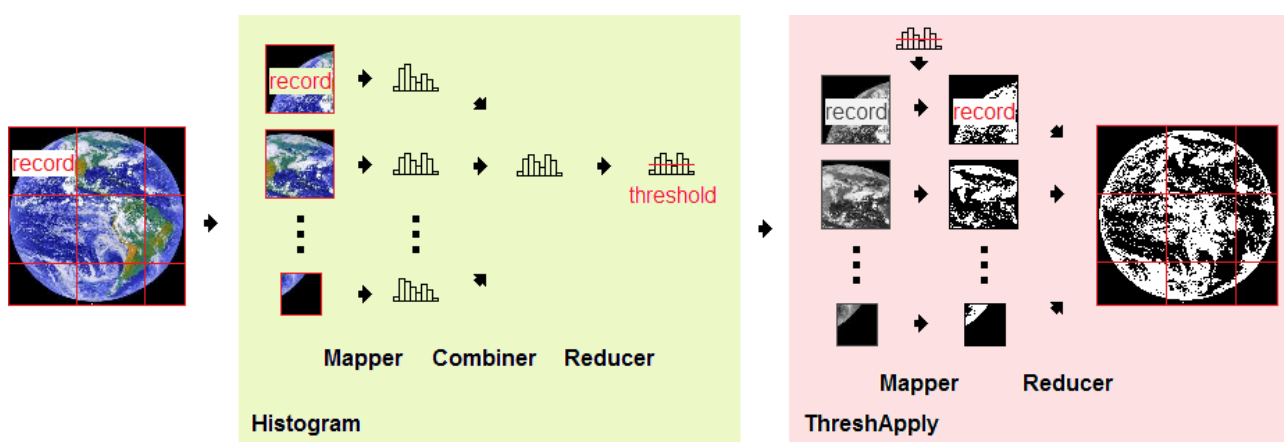 record
record
threshold
Mapper Combiner Reducer
Histogram
record record
Mapper Reducer
ThreshApply